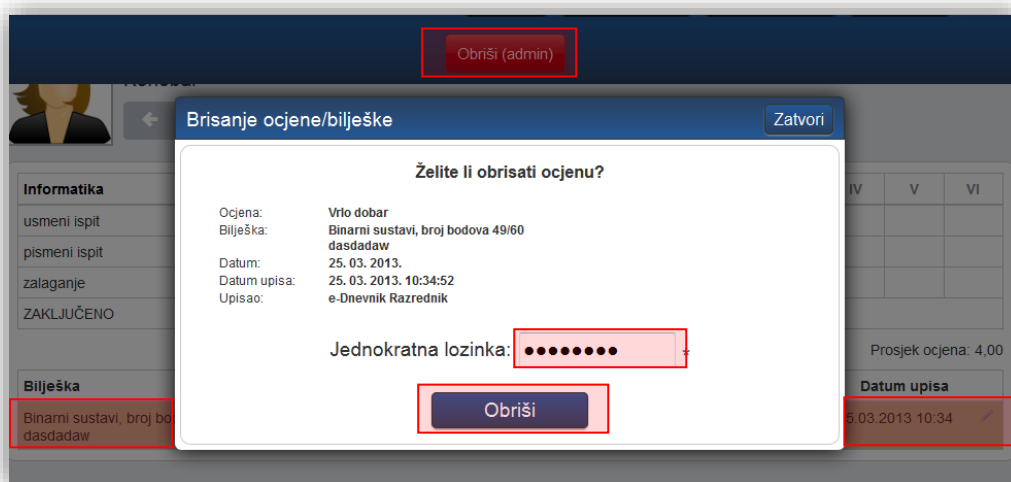 Obriši (admin)
Brisanje ocjene/bilješke
Zatvori
Želite li obrisati ocjenu?
Ocjena: Vrlo dobar
Bilješka: Binarni sustavi, broj bodova 49/60
dasdadaw
Datum: 25. 03. 2013.
Datum upisa: 25. 03. 2013. 10:34:52
Upisao: e-Dnevnik Razrednik
Jednokratna lozinka: ●●●●●●●● *
Obriši
Informatika IV V VI
usmeni ispit
pismeni ispit
zalaganje
ZAKLJUČENO
Prosjek ocjena: 4,00
Bilješka Datum upisa
Binarni sustavi, broj bo 5.03.2013 10:34
dasdadaw